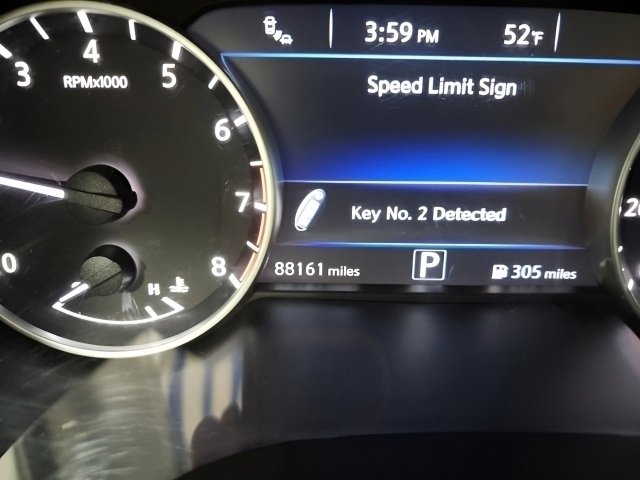 3:59 PM 52°F
Speed Limit Sign
Key No. 2 Detected
88161 miles P 305 miles
3 4 5 6 7 8
RPMx1000
0
H
20